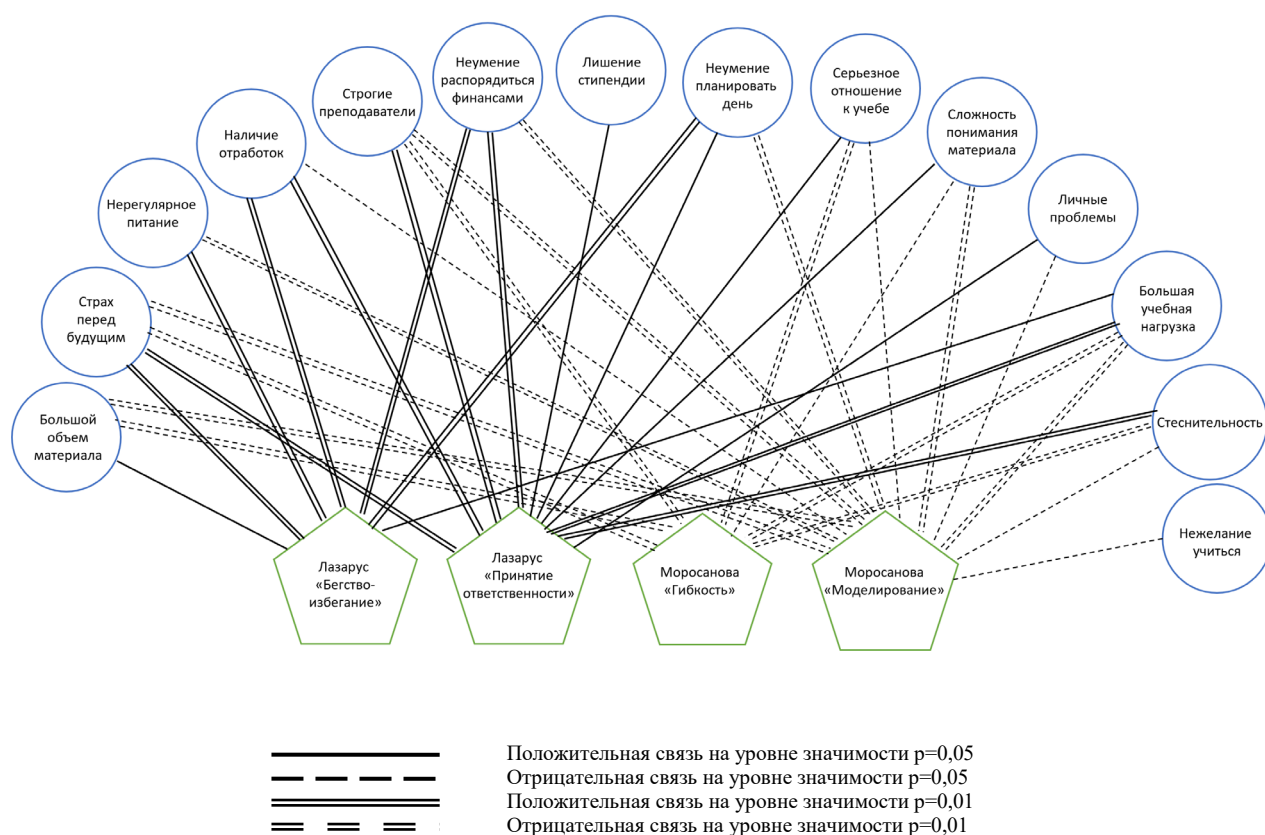 Большой
объем
материала
Страх
перед
будущим
Нерегулярное
питание
Наличие
отработок
Строгие
преподаватели
Неумение
распорядиться
финансами
Лишение
стипендии
Неумение
планировать
день
Серьезное
отношение
к учебе
Сложность
понимания
материала
Личные
проблемы
Большая
учебная
нагрузка
Стеснительность
Нежелание
учиться
Лазарус
«Бегство-
избегание»
Лазарус
«Принятие
ответственности»
Моросанова
«Гибкость»
Моросанова
«Моделирование»
Положительная связь на уровне значимости p=0,05
Отрицательная связь на уровне значимости p=0,05
Положительная связь на уровне значимости p=0,01
Отрицательная связь на уровне значимости p=0,01